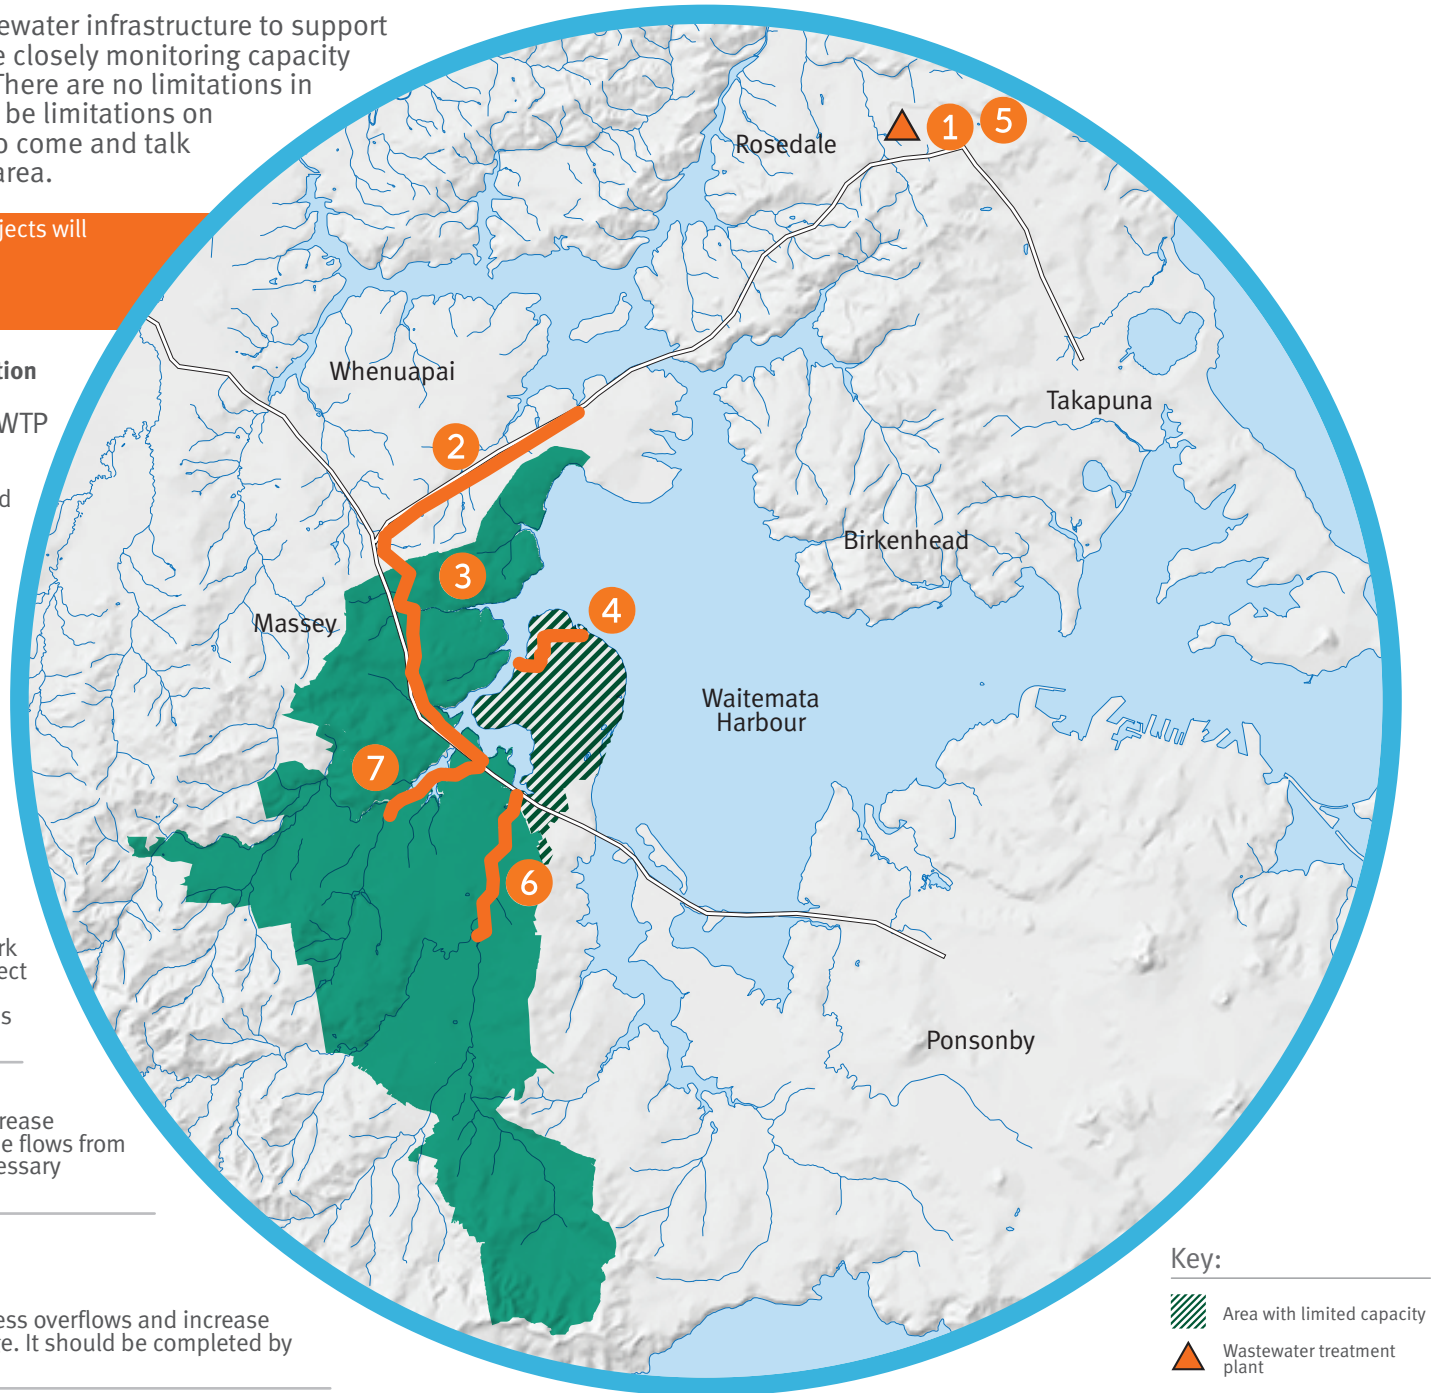 ewater infrastructure to support
e closely monitoring capacity
There are no limitations in
be limitations on
o come and talk
area.
jects will
tion
WTP
d
rk
ect
s
rease
e flows from
essary
ess overflows and increase
re. It should be completed by
Rosedale
1
5
Whenuapai
Takapuna
2
Birkenhead
3
4
Massey
Waitemata
Harbour
7
6
Ponsonby
Key:
Area with limited capacity
Wastewater treatment
plant